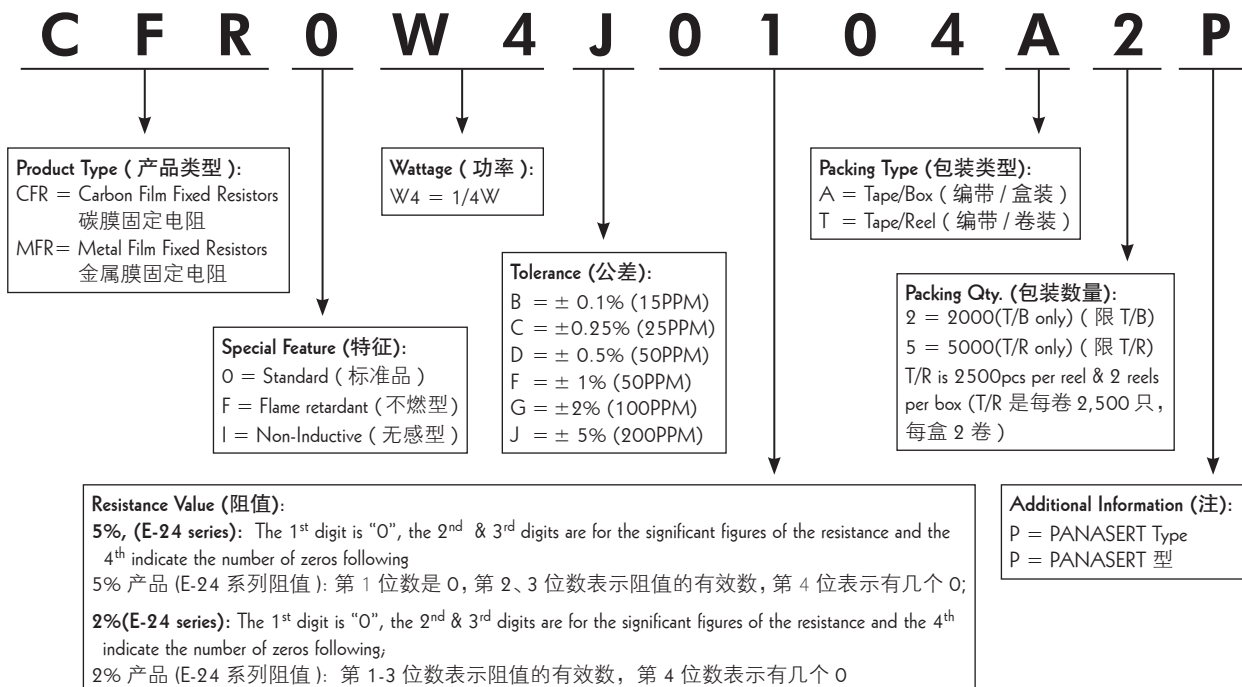 C F R 0 W 4 J 0 1 0 4 A 2 P
Product Type ( 产品类型 ):
CFR = Carbon Film Fixed Resistors
碳膜固定电阻
MFR= Metal Film Fixed Resistors
金属膜固定电阻
Wattage ( 功率 ):
W4 = 1/4W
Packing Type (包装类型):
A = Tape/Box ( 编带 / 盒装 )
T = Tape/Reel ( 编带 / 卷装 )
Special Feature (特征):
0 = Standard ( 标准品 )
F = Flame retardant ( 不燃型 )
I = Non-Inductive ( 无感型 )
Tolerance (公差):
B = ± 0.1% (15PPM)
C = ±0.25% (25PPM)
D = ± 0.5% (50PPM)
F = ± 1% (50PPM)
G = ±2% (100PPM)
J = ± 5% (200PPM)
Packing Qty. (包装数量):
2 = 2000(T/B only) ( 限 T/B)
5 = 5000(T/R only) ( 限 T/R)
T/R is 2500pcs per reel & 2 reels
per box (T/R 是每卷 2,500 只，
每盒 2 卷 )
Resistance Value (阻值):
5%, (E-24 series): The 1st digit is “0”, the 2nd & 3rd digits are for the significant figures of the resistance and the
4th indicate the number of zeros following
5% 产品 (E-24 系列阻值 ): 第 1 位数是 0, 第 2、3 位数表示阻值的有效数, 第 4 位表示有几个 0;
2%(E-24 series): The 1st digit is “0”, the 2nd & 3rd digits are for the significant figures of the resistance and the 4th
indicate the number of zeros following;
2% 产品 (E-24 系列阻值 ): 第 1-3 位数表示阻值的有效数，第 4 位数表示有几个 0
Additional Information (注):
P = PANASERT Type
P = PANASERT 型